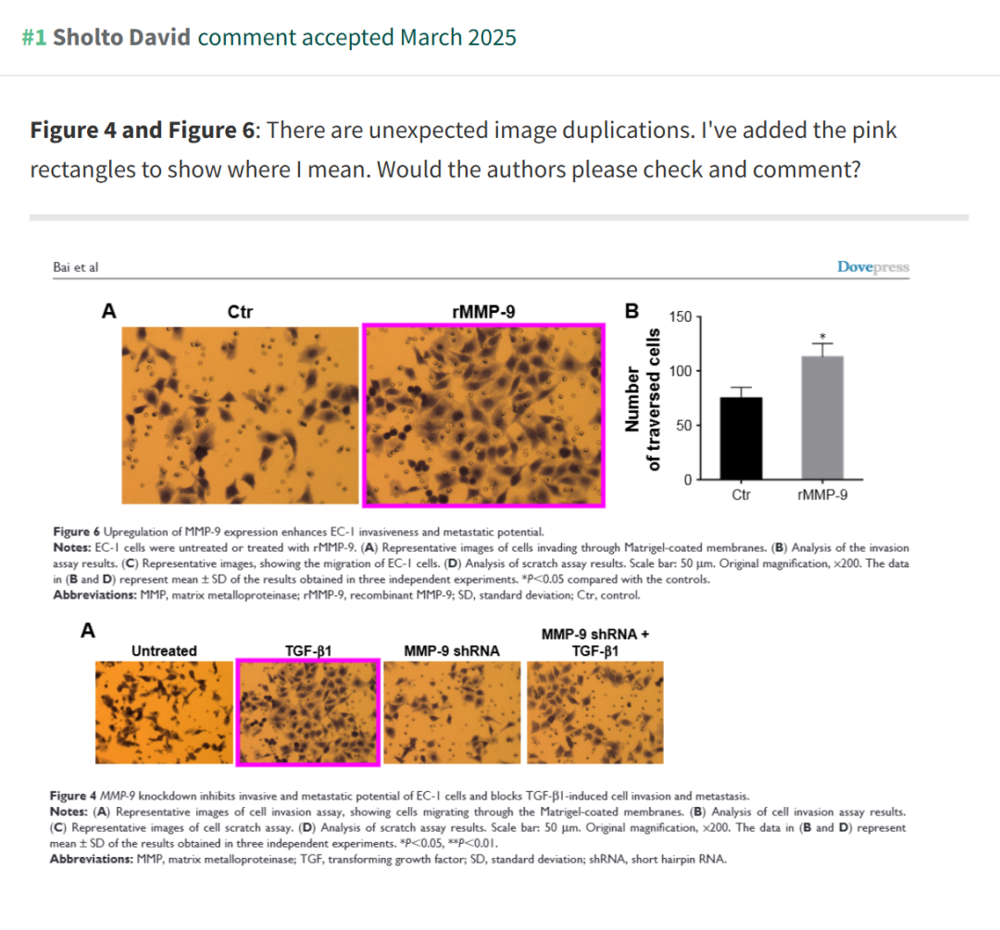 #1 Sholto David comment accepted March 2025
Figure 4 and Figure 6: There are unexpected image duplications. I've added the pink
rectangles to show where I mean. Would the authors please check and comment?
Bai et al
Dovepress
A
Ctr
rMMP-9
B
Number
of traversed cells
150
100
50
0
*
Ctr
rMMP-9
Figure 6 Upregulation of MMP-9 expression enhances EC-1 invasiveness and metastatic potential.
Notes: EC-1 cells were untreated or treated with rMMP-9. (A) Representative images of cells invading through Matrigel-coated membranes. (B) Analysis of the invasion
assay results. (C) Representative images, showing the migration of EC-1 cells. (D) Analysis of scratch assay results. Scale bar: 50 μm. Original magnification, ×200. The data
in (B and D) represent mean ± SD of the results obtained in three independent experiments. *P<0.05 compared with the controls.
Abbreviations: MMP, matrix metalloproteinase; rMMP-9, recombinant MMP-9; SD, standard deviation; Ctr, control.
A
Untreated
TGF-β1
MMP-9 shRNA
MMP-9 shRNA +
TGF-β1
Figure 4 MMP-9 knockdown inhibits invasive and metastatic potential of EC-1 cells and blocks TGF-β1-induced cell invasion and metastasis.
Notes: (A) Representative images of cell invasion assay, showing cells migrating through the Matrigel-coated membranes. (B) Analysis of cell invasion assay results.
(C) Representative images of cell scratch assay. (D) Analysis of scratch assay results. Scale bar: 50 μm. Original magnification, ×200. The data in (B and D) represent
mean ± SD of the results obtained in three independent experiments. *P<0.05, **P<0.01.
Abbreviations: MMP, matrix metalloproteinase; TGF, transforming growth factor; SD, standard deviation; shRNA, short hairpin RNA.